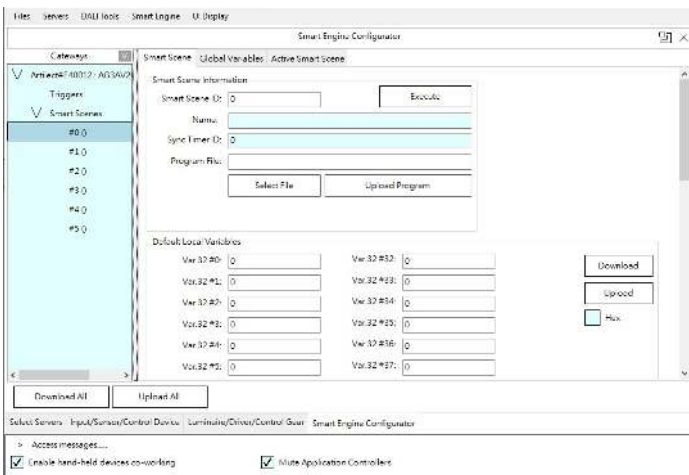 Files Servers DALI Tools Smart Engine UI Display
Smart Engine Configurator
Gateways
Smart Scene Global Variables Active Smart Scene
Triggers
Smart Scenes
#0 ()
#1 ()
#2 ()
#3 ()
#4 ()
#5 ()
Smart Scene Information
Smart Scene ID: 0 Execute
Name:
Sync Timer ID: 0
Program File:
Select File Upload Program
Default Local Variables
Var.32 #0: 0 Var.32 #32: 0
Var.32 #1: 0 Var.32 #33: 0
Var.32 #2: 0 Var.32 #34: 0
Var.32 #3: 0 Var.32 #35: 0
Var.32 #4: 0 Var.32 #36: 0
Var.32 #5: 0 Var.32 #37: 0
Download
Upload
Hex
Download All Upload All
Select Servers Input/Sensor/Control Device Luminaire/Driver/Control Gear Smart Engine Configurator
> Access messages.....
Enable hand-held devices co-working Mute Application Controllers